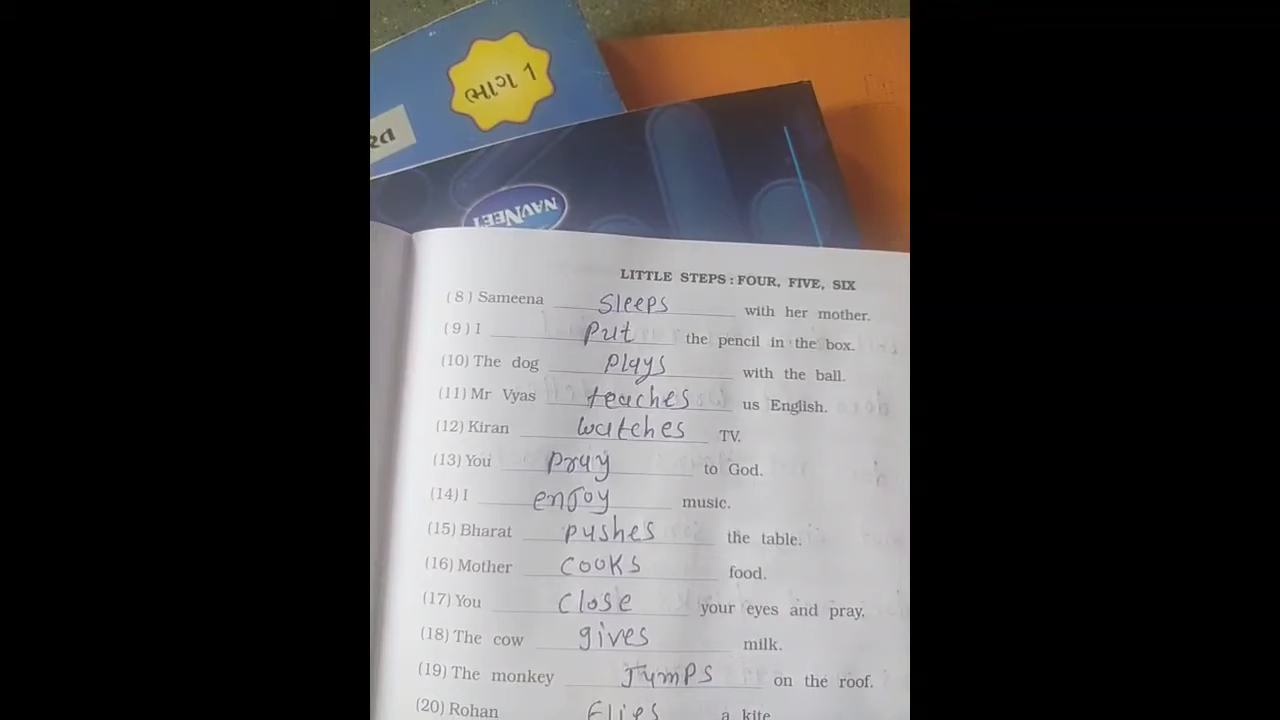 ભાગ 1
NAVNEET
LITTLE STEPS : FOUR, FIVE, SIX
(8) Sameena sleeps with her mother.
(9) I put the pencil in the box.
(10) The dog plays with the ball.
(11) Mr Vyas teaches us English.
(12) Kiran watches TV.
(13) You pray to God.
(14) I enjoy music.
(15) Bharat pushes the table.
(16) Mother cooks food.
(17) You close your eyes and pray.
(18) The cow gives milk.
(19) The monkey Jumps on the roof.
(20) Rohan Flies a kite